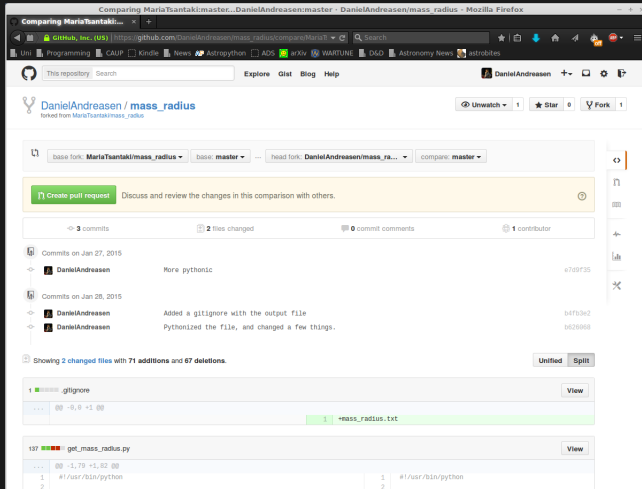 Comparing MariaTsantaki:master...DanielAndreasen:master · DanielAndreasen/mass_radius - Mozilla Firefox
Comparing MariaTsantaki:... × +
GitHub, Inc. (US) https://github.com/DanielAndreasen/mass_radius/compare/MariaTs Search
Uni Programming CAUP Kindle News Astropython ADS arXiv WARTUNE D&D Astronomy News astrobites
This repository Search Explore Gist Blog Help DanielAndreasen
DanielAndreasen / mass_radius Unwatch 1 Star 0 Fork 1
forked from MariaTsantaki/mass_radius
base fork: MariaTsantaki/mass_radius base: master — head fork: DanielAndreasen/mass_ra... compare: master
Create pull request Discuss and review the changes in this comparison with others.
3 commits 2 files changed 0 commit comments 1 contributor
Commits on Jan 27, 2015
DanielAndreasen More pythonic e7d9f35
Commits on Jan 28, 2015
DanielAndreasen Added a gitignore with the output file b4fb3e2
DanielAndreasen Pythonized the file, and changed a few things.
Showing 2 changed files with 71 additions and 67 deletions. Unified Split
1 .gitignore View
... @@ -0,0 +1 @@
1 +mass_radius.txt
137 get_mass_radius.py View
... @@ -1,78 +1,82 @@
1 #!/usr/bin/python 1 #!/usr/bin/python
2 2